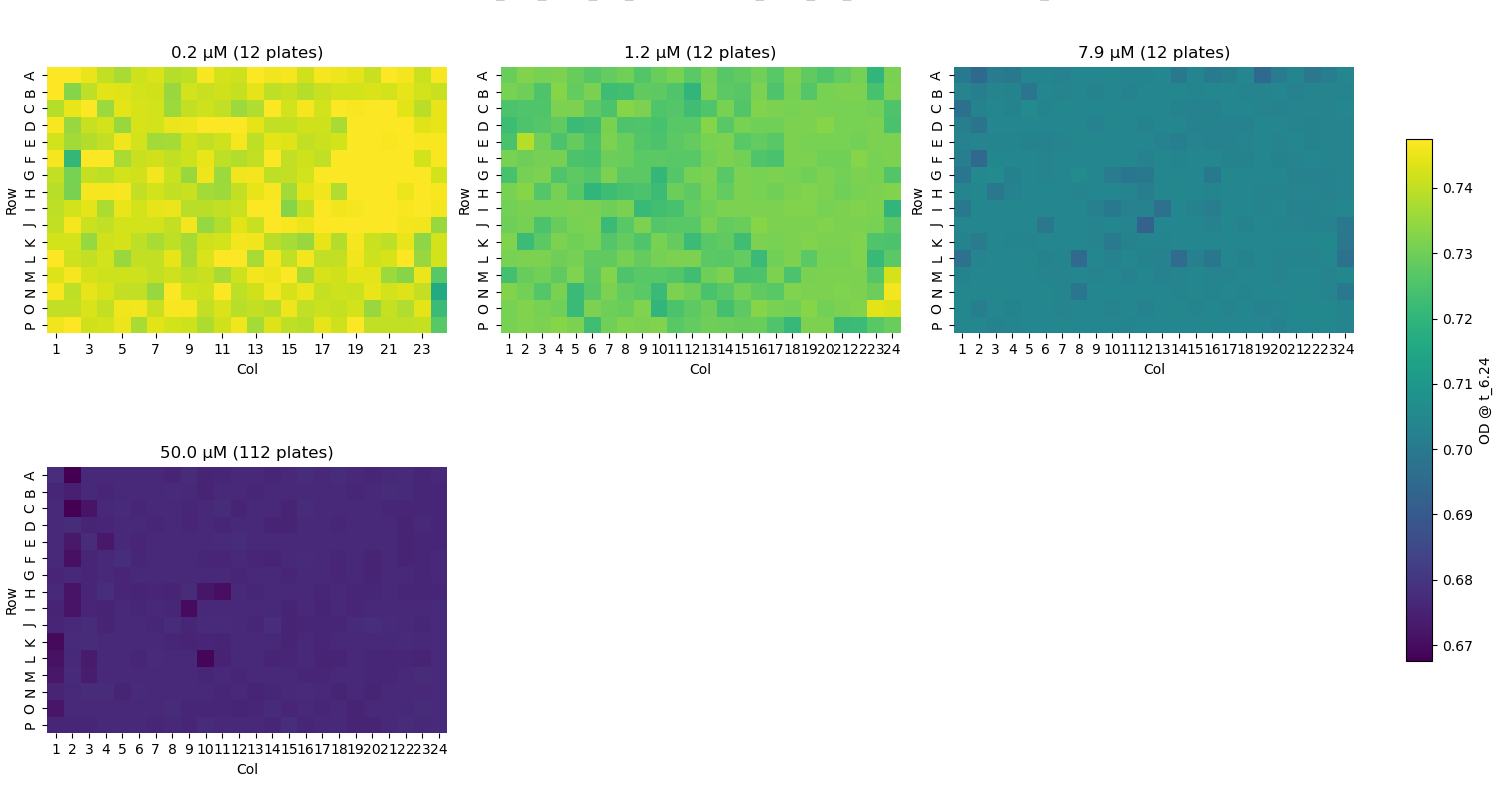 0.2 µM (12 plates)
1.2 µM (12 plates)
7.9 µM (12 plates)
Row
A B C D E F G H I J K L M N O P
1 3 5 7 9 11 13 15 17 19 21 23
Col
Row
A B C D E F G H I J K L M N O P
1 2 3 4 5 6 7 8 9 10 11 12 13 14 15 16 17 18 19 20 21 22 23 24
Col
Row
A B C D E F G H I J K L M N O P
1 2 3 4 5 6 7 8 9 10 11 12 13 14 15 16 17 18 19 20 21 22 23 24
Col
0.74
0.73
0.72
0.71
0.70
0.69
0.68
0.67
OD @ t_6.24
50.0 µM (112 plates)
Row
A B C D E F G H I J K L M N O P
1 2 3 4 5 6 7 8 9 10 11 12 13 14 15 16 17 18 19 20 21 22 23 24
Col